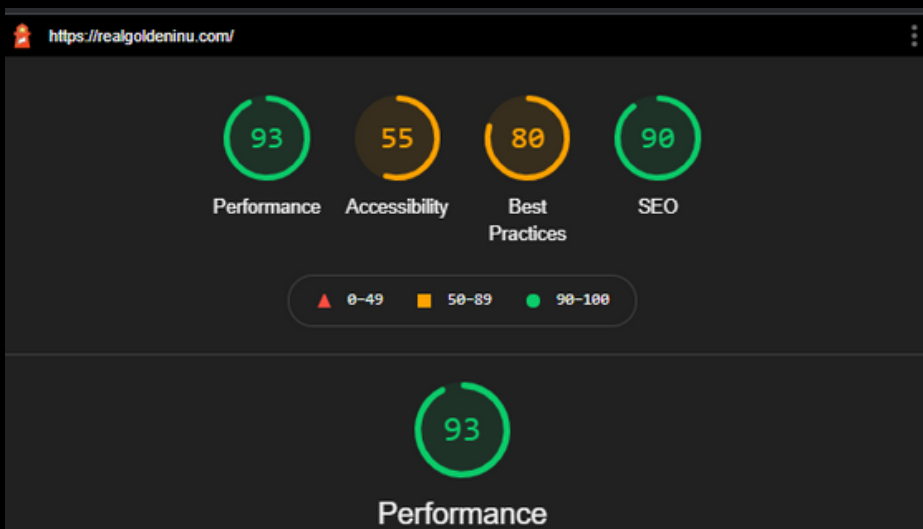 https://realgoldeninu.com/
93 55 80 90
Performance Accessibility Best Practices SEO
0–49 50–89 90–100
93
Performance